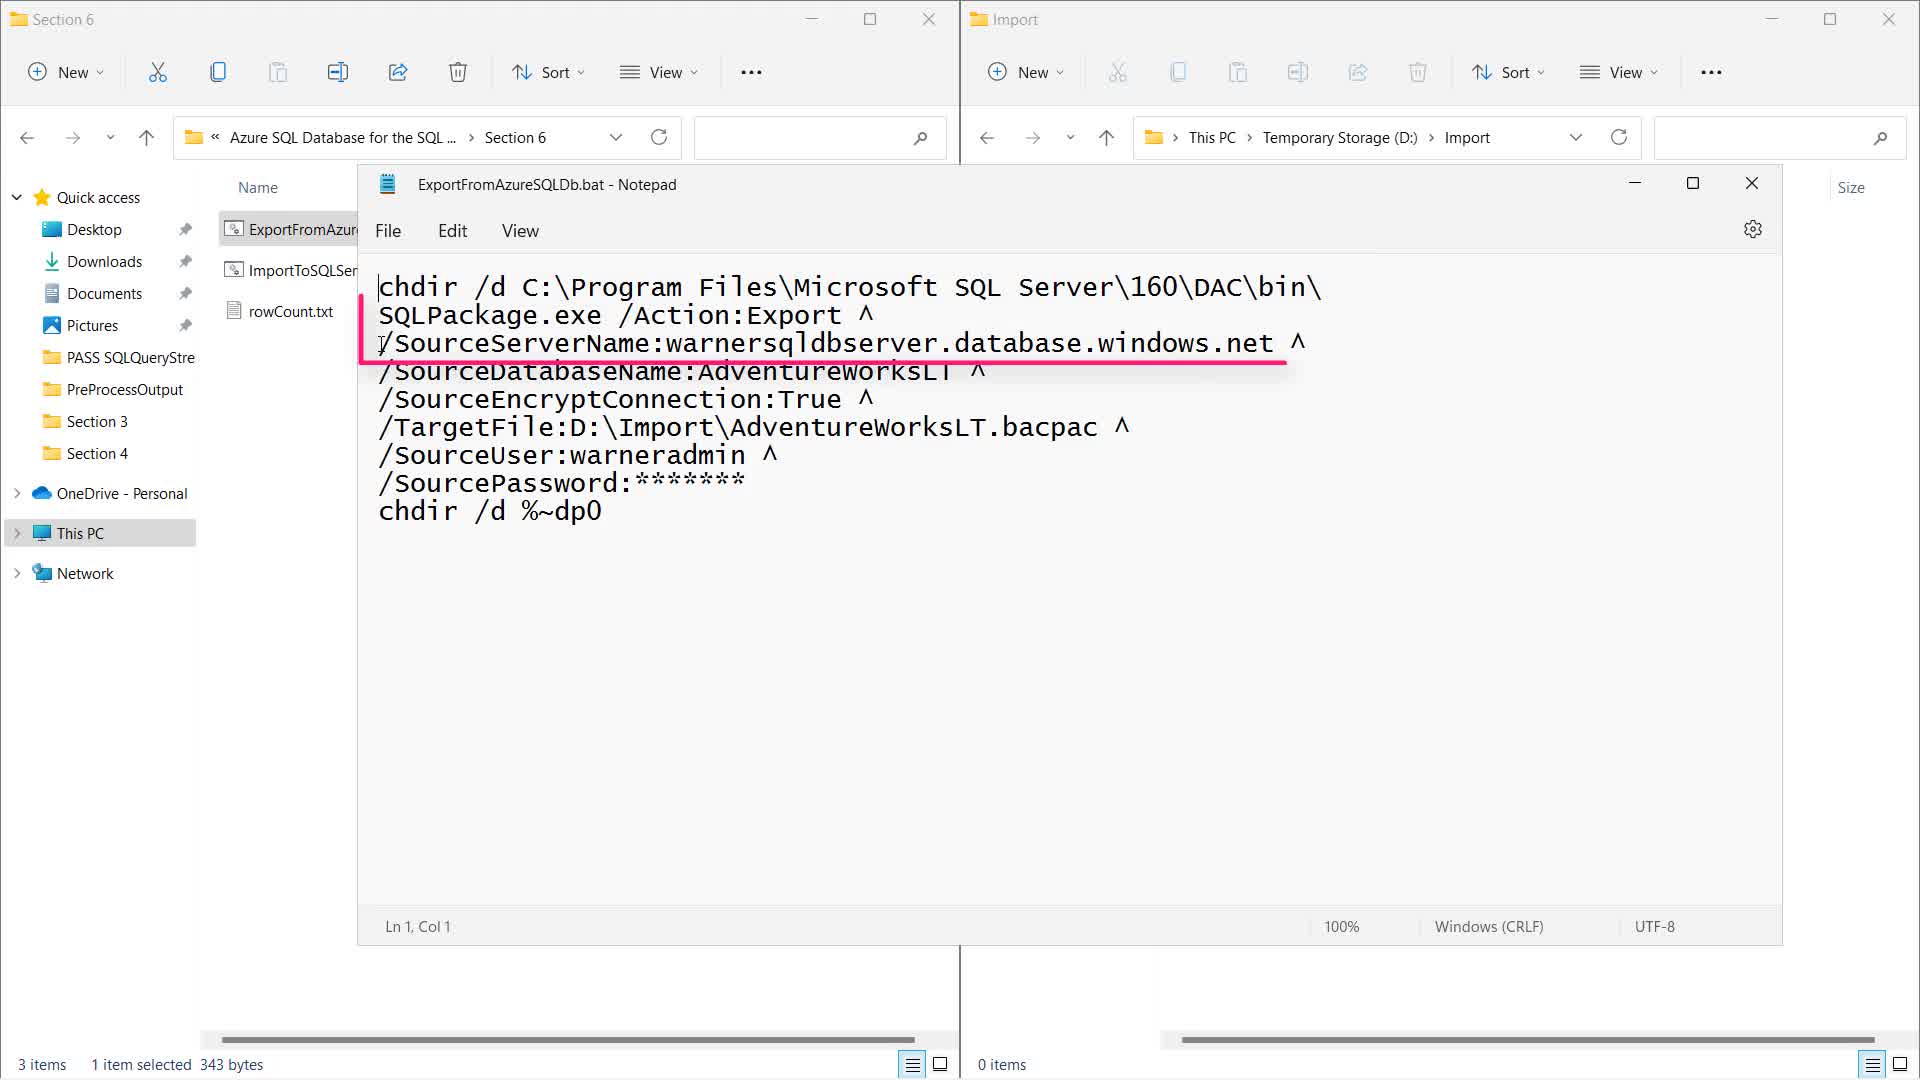 Section 6
New
Sort
View
Azure SQL Database for the SQL ...
Section 6
Quick access
Desktop
Downloads
Documents
Pictures
PASS SQLQueryStre
PreProcessOutput
Section 3
Section 4
OneDrive - Personal
This PC
Network
Name
ExportFromAzure
ImportToSQLSer
rowCount.txt
3 items
1 item selected 343 bytes
Import
New
Sort
View
This PC
Temporary Storage (D:)
Import
Size
0 items
ExportFromAzureSQLDb.bat - Notepad
File
Edit
View
chdir /d C:\Program Files\Microsoft SQL Server\160\DAC\bin\
SQLPackage.exe /Action:Export ^
/SourceServerName:warnersqldbserver.database.windows.net ^
/SourceDatabaseName:AdventureWorksLT ^
/SourceEncryptConnection:True ^
/TargetFile:D:\Import\AdventureWorksLT.bacpac ^
/SourceUser:warneradmin ^
/SourcePassword:*******
chdir /d %~dp0
Ln 1, Col 1
100%
Windows (CRLF)
UTF-8